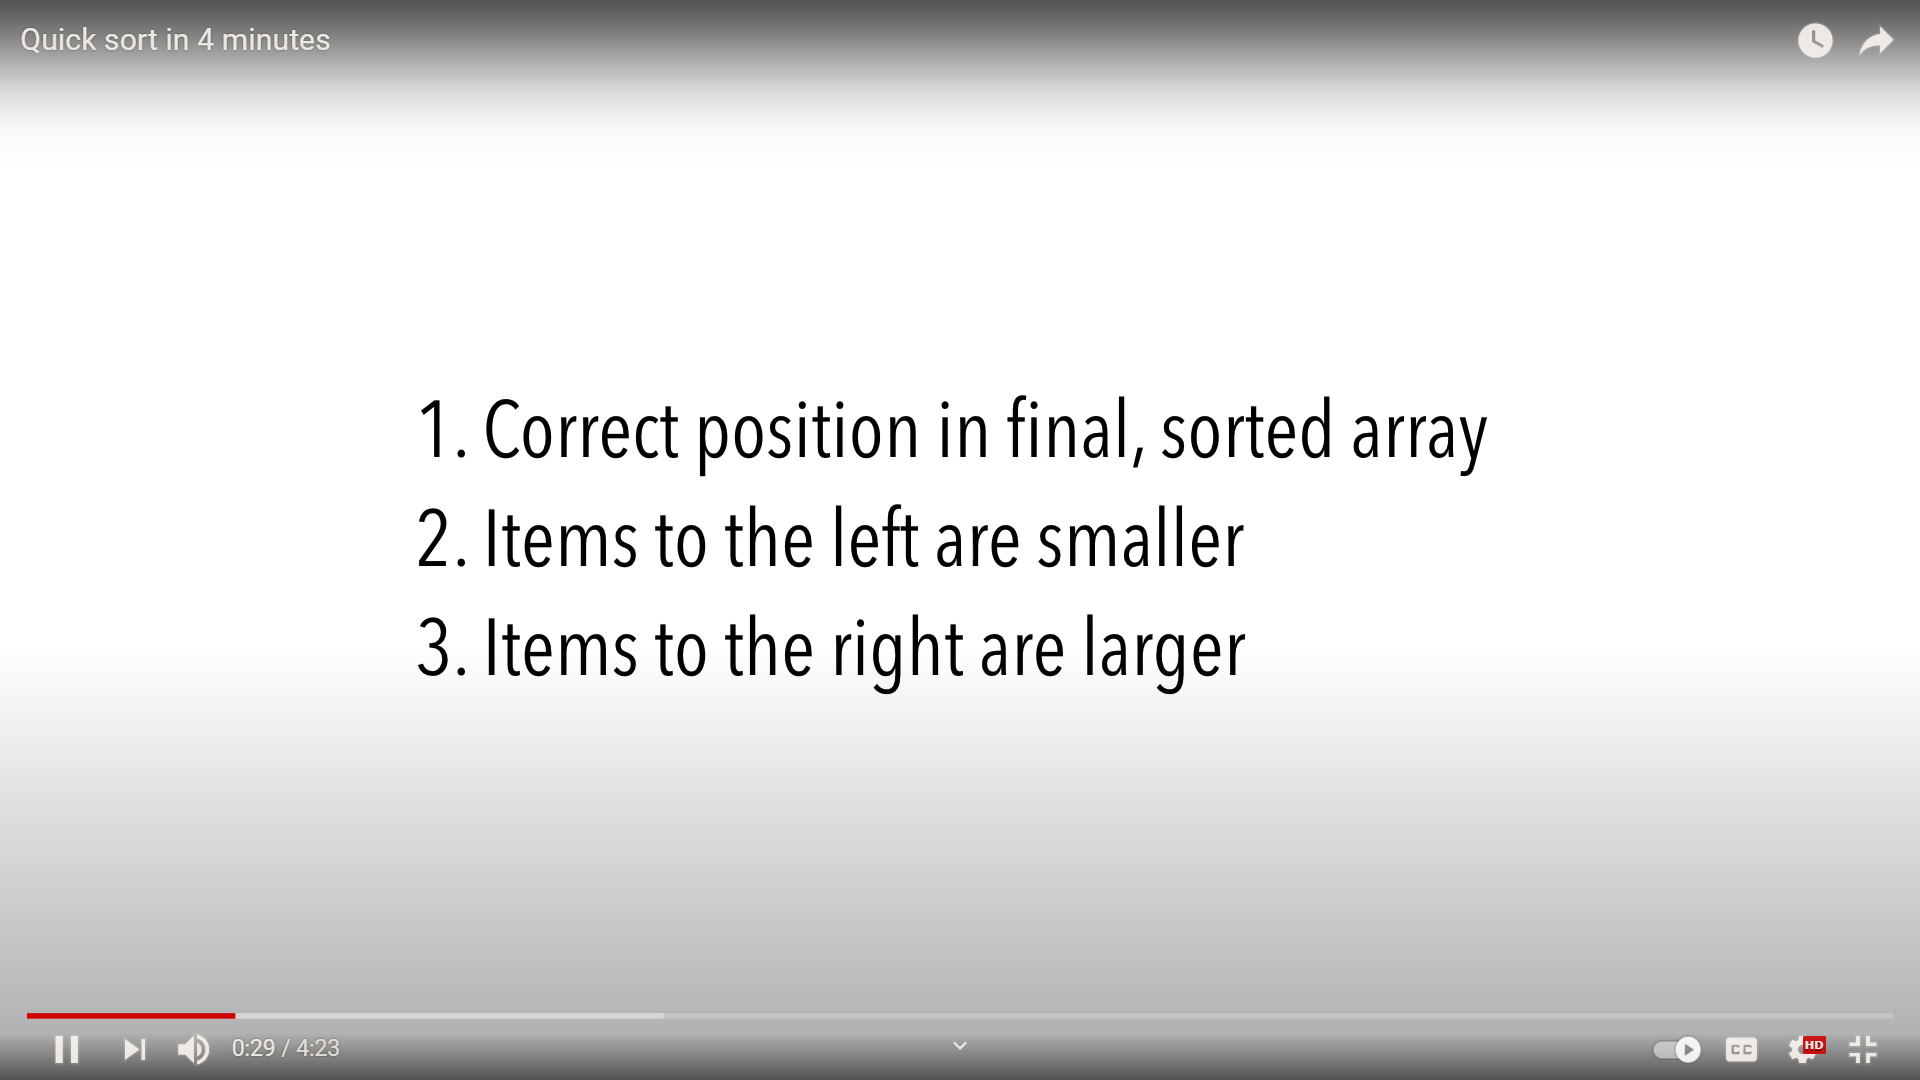 Quick sort in 4 minutes
1. Correct position in final, sorted array
2. Items to the left are smaller
3. Items to the right are larger
0:29 / 4:23
CC
HD